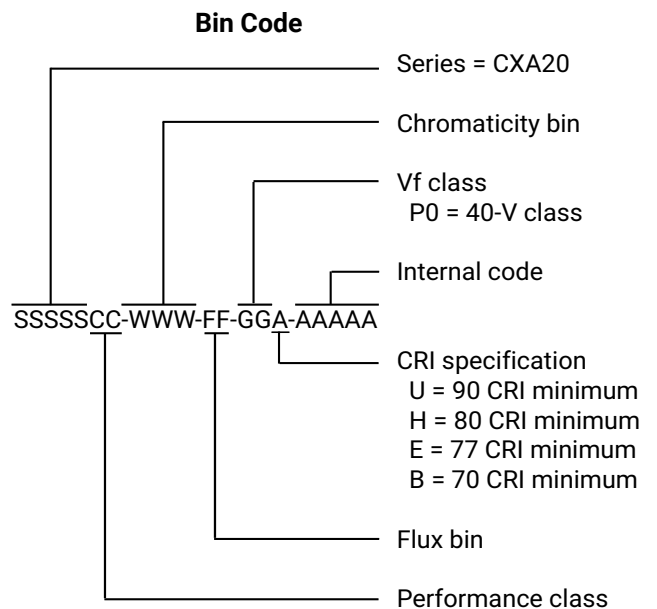 Bin Code
Series = CXA20
Chromaticity bin
Vf class
P0 = 40-V class
Internal code
SSSSSCC-WWW-FF-GGA-AAAAA
CRI specification
U = 90 CRI minimum
H = 80 CRI minimum
E = 77 CRI minimum
B = 70 CRI minimum
Flux bin
Performance class